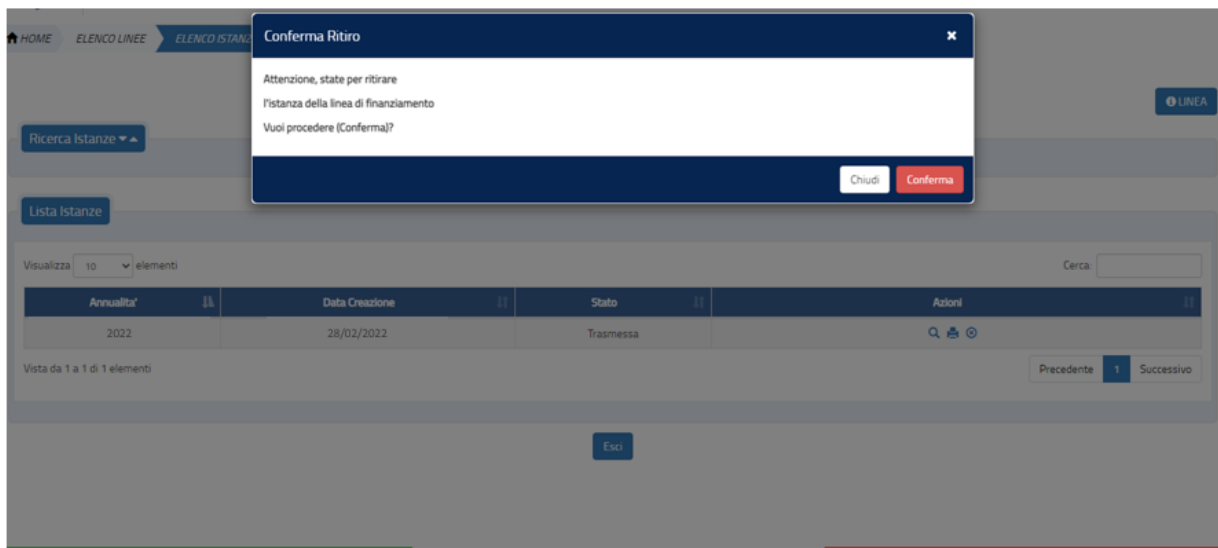 HOME ELENCO LINEE ELENCO ISTANZ
Conferma Ritiro
Attenzione, state per ritirare
l'istanza della linea di finanziamento
Vuoi procedere (Conferma)?
Chiudi Conferma
LINEA
Ricerca Istanze
Lista Istanze
Visualizza 10 elementi Cerca:
Annualita' Data Creazione Stato Azioni
2022 28/02/2022 Trasmessa
Vista da 1 a 1 di 1 elementi Precedente 1 Successivo
Esci